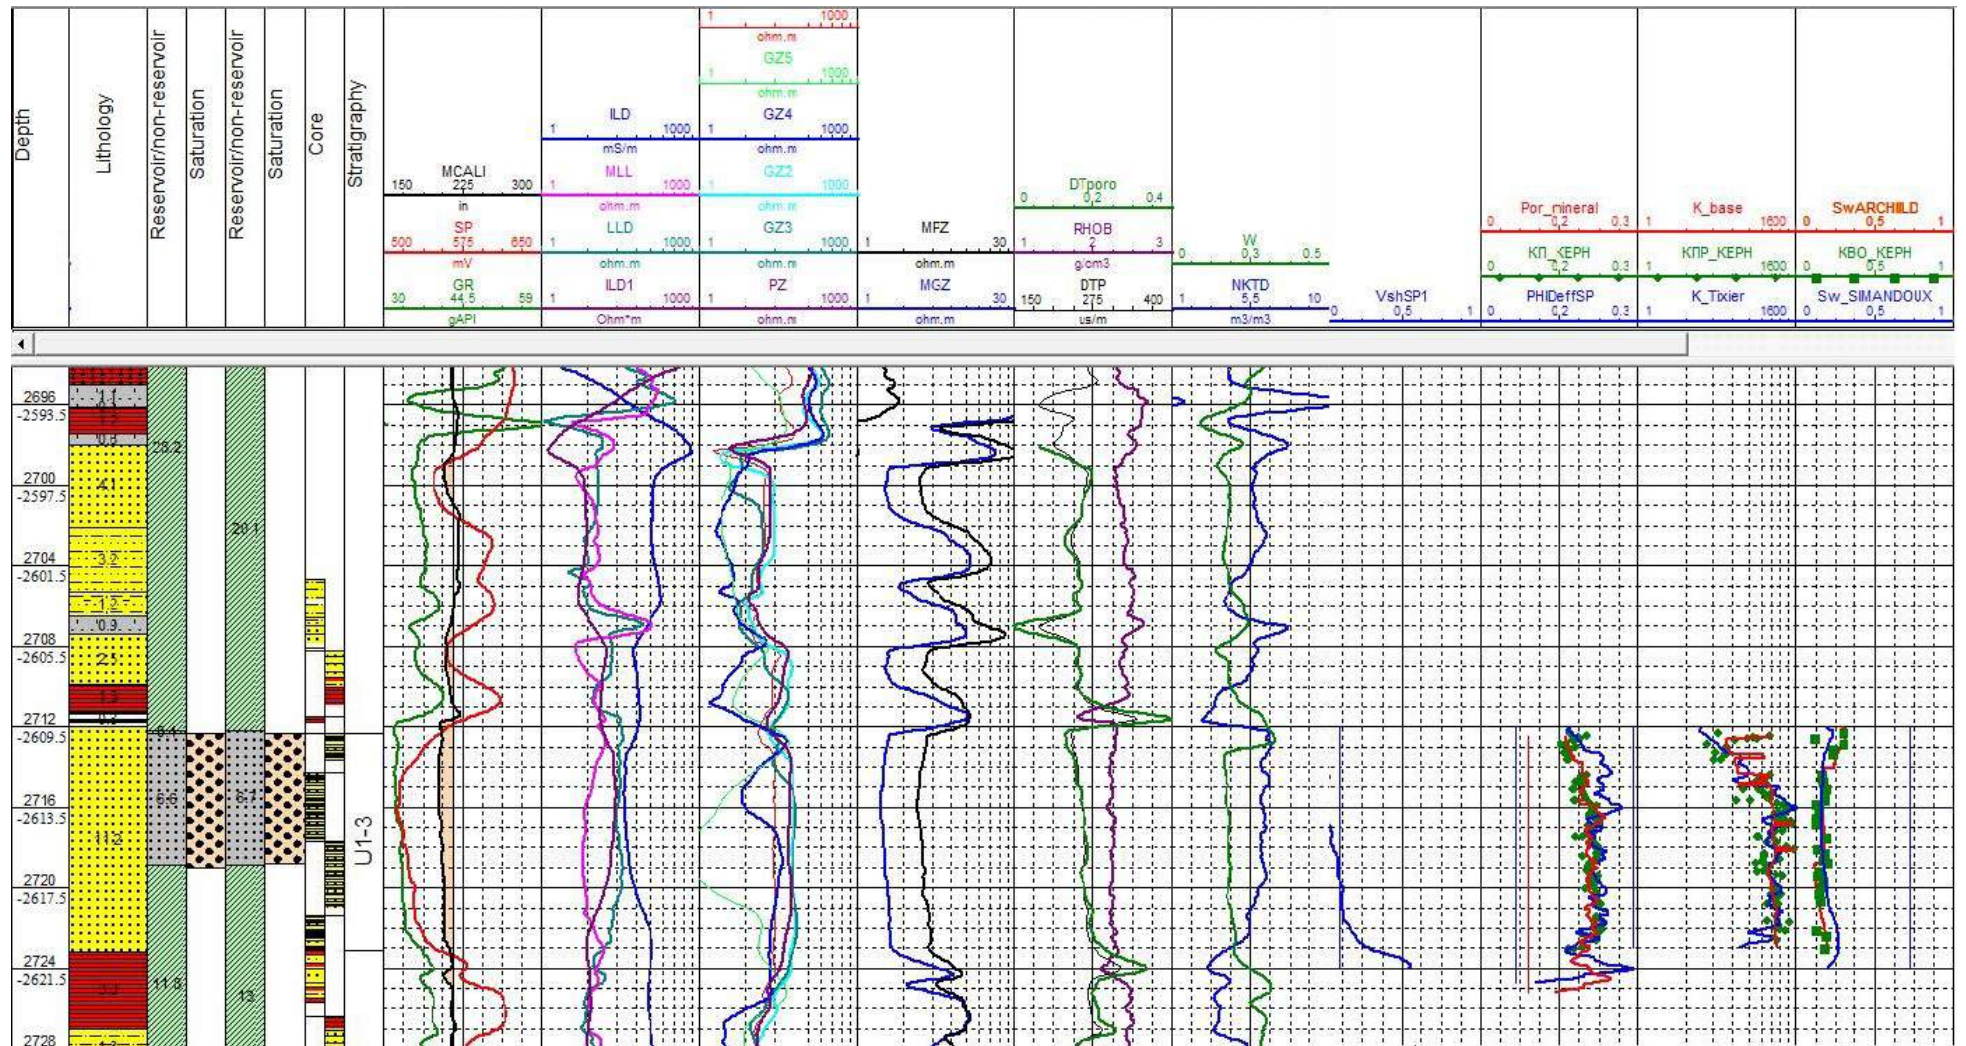 Depth
Lithology
Reservoir/non-reservoir
Saturation
Reservoir/non-reservoir
Saturation
Core
Stratigraphy
MCALI
150 225 300
in
SP
500 575 650
mV
GR
30 44,5 59
gAPI
ILD
1 1000
mS/m
MLL
1 1000
ohm.m
LLD
1 1000
ohm.m
ILD1
1 1000
Ohm*m
1 1000
ohm.m
GZ5
1 1000
ohm.m
GZ4
1 1000
ohm.m
GZ2
1 1000
ohm.m
GZ3
1 1000
ohm.m
PZ
1 1000
ohm.m
MFZ
1 30
ohm.m
MGZ
1 30
ohm.m
DTporo
0 0,2 0.4
RHOB
1 2 3
g/cm3
DTP
150 275 400
us/m
W
0 0.3 0.5
NKTD
1 5,5 10
m3/m3
VshSP1
0 0,5 1
Por_mineral
0 0,2 0.3
КП_КЕРН
0 0,2 0.3
PHIDeffSP
0 0,2 0.3
K_base
1 1600
КПР_КЕРН
1 1600
K_Tixier
1 1600
SwARCHILD
0 0,5 1
КВО_КЕРН
0 0,5 1
Sw_SIMANDOUX
0 0,5 1
2696
-2593.5
2700
-2597.5
2704
-2601.5
2708
-2605.5
2712
-2609.5
2716
-2613.5
2720
-2617.5
2724
-2621.5
2728
1.1
4.1
3.2
1.2
0.9
2.5
11.2
28.2
6.6
11.3
20.1
6.7
13
U1-3